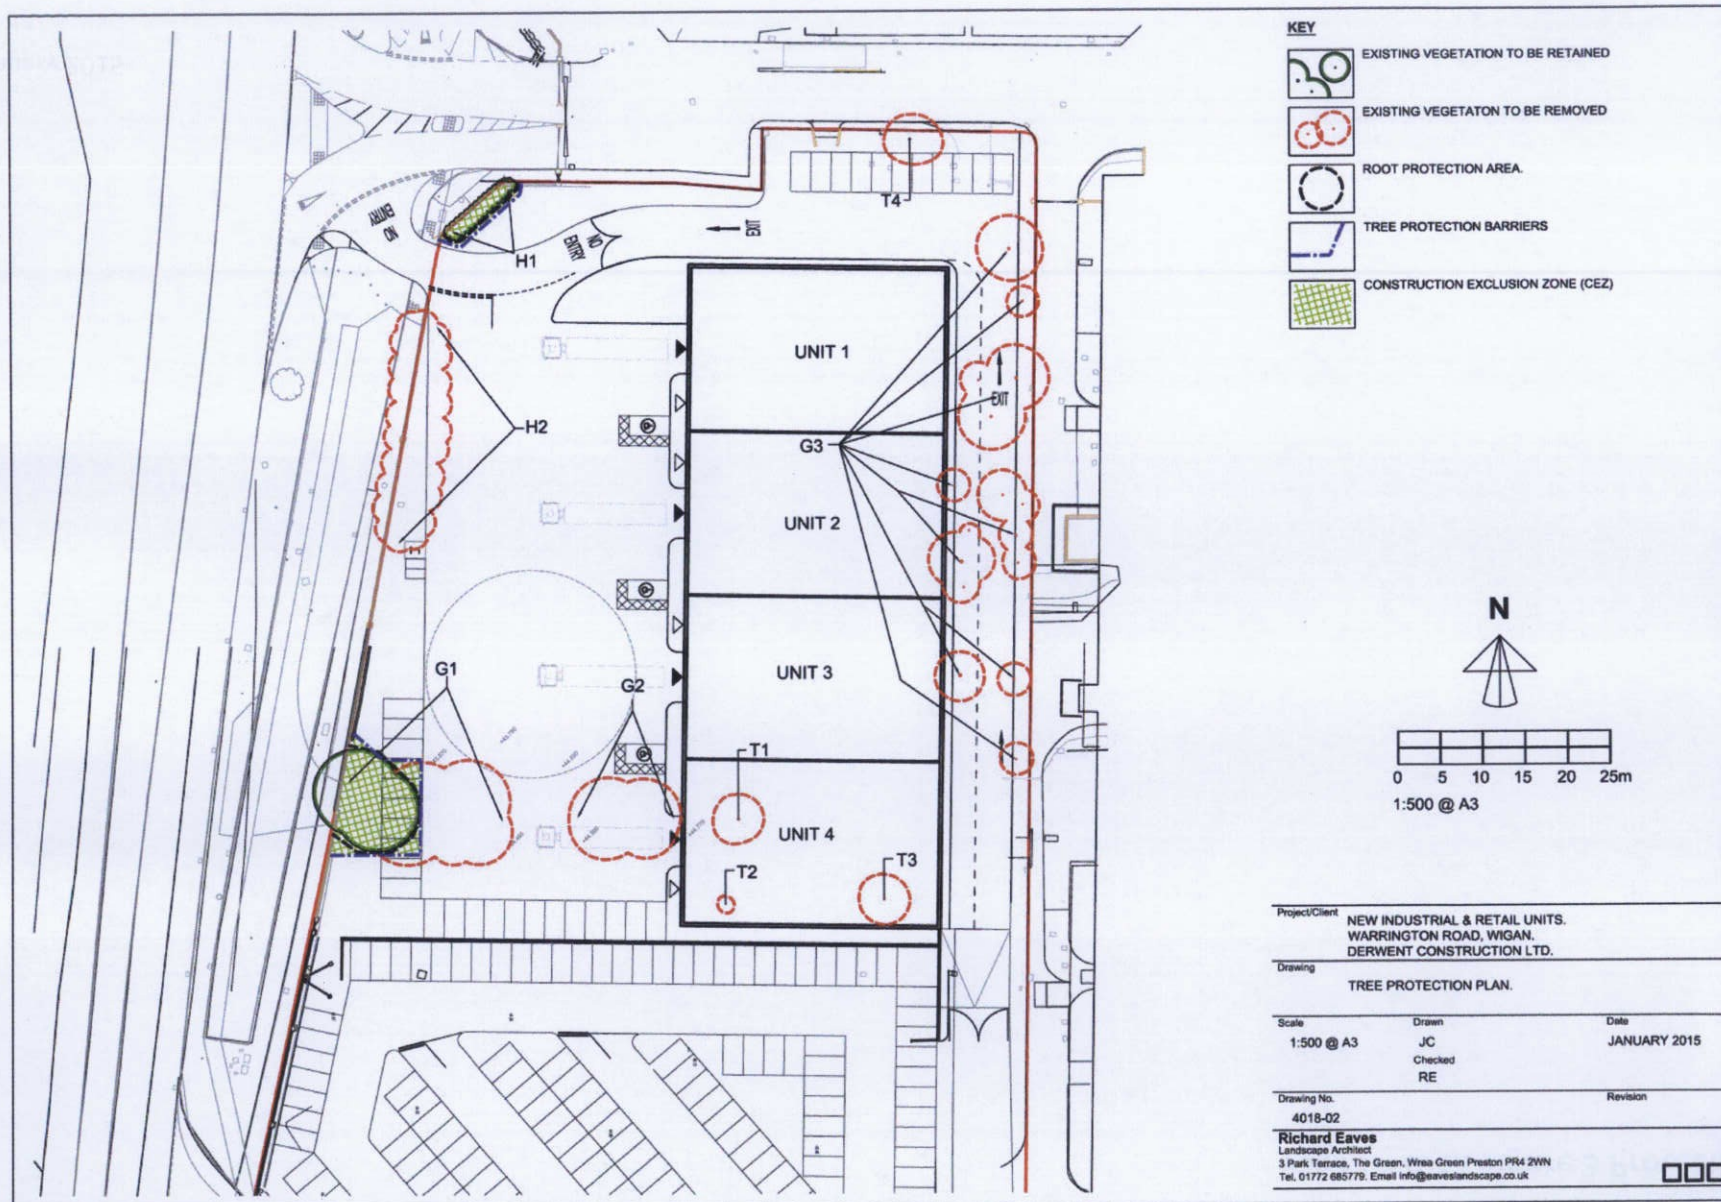 KEY
EXISTING VEGETATION TO BE RETAINED
EXISTING VEGETATON TO BE REMOVED
ROOT PROTECTION AREA.
TREE PROTECTION BARRIERS
CONSTRUCTION EXCLUSION ZONE (CEZ)
NO ENTRY
H1
NO ENTRY
EXIT
T4
H2
UNIT 1
EXIT
G3
UNIT 2
UNIT 3
G1
G2
T1
UNIT 4
T2
T3
N
0 5 10 15 20 25m
1:500 @ A3
Project/Client
NEW INDUSTRIAL & RETAIL UNITS.
WARRINGTON ROAD, WIGAN.
DERWENT CONSTRUCTION LTD.
Drawing
TREE PROTECTION PLAN.
Scale Drawn Date
1:500 @ A3 JC JANUARY 2015
Checked
RE
Drawing No. Revision
4018-02
Richard Eaves
Landscape Architect
3 Park Terrace, The Green, Wrea Green Preston PR4 2WN
Tel, 01772 685779. Email info@eaveslandscape.co.uk